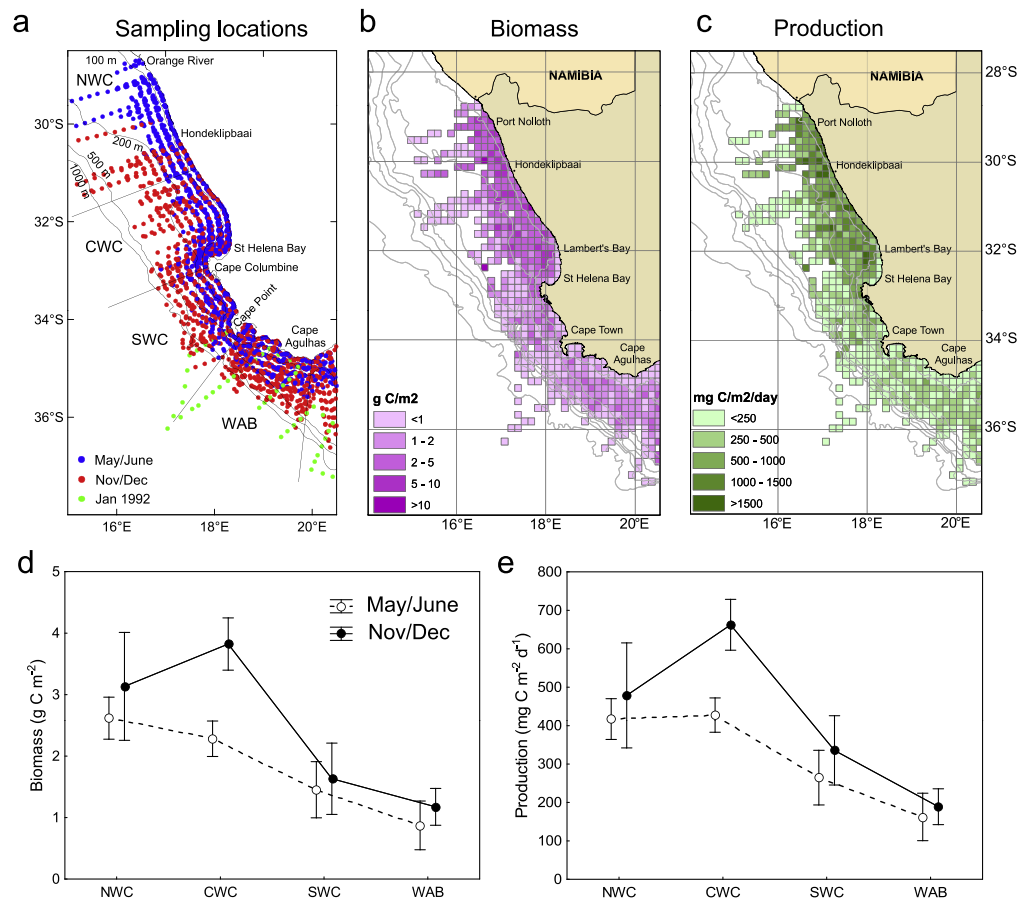 a Sampling locations
100 m
Orange River
NWC
30°S
Hondeklipbaai
200 m
500 m
1000 m
32°S
CWC
St Helena Bay
Cape Columbine
Cape Point
34°S
SWC
Cape
Agulhas
36°S
WAB
May/June
Nov/Dec
Jan 1992
16°E 18°E 20°E
b Biomass
NAMIBIA
Port Nolloth
Hondeklipbaai
Lambert's Bay
St Helena Bay
Cape Town
Cape
Agulhas
g C/m2
<1
1 - 2
2 - 5
5 - 10
>10
16°E 18°E 20°E
c Production
28°S
NAMIBIA
Port Nolloth
30°S
Hondeklipbaai
32°S
Lambert's Bay
St Helena Bay
Cape Town
34°S
Cape
Agulhas
36°S
mg C/m2/day
<250
250 - 500
500 - 1000
1000 - 1500
>1500
16°E 18°E 20°E
d
5
4
3
2
1
0
Biomass (g C m-2)
May/June
Nov/Dec
NWC CWC SWC WAB
e
800
700
600
500
400
300
200
100
0
Production (mg C m-2 d-1)
NWC CWC SWC WAB